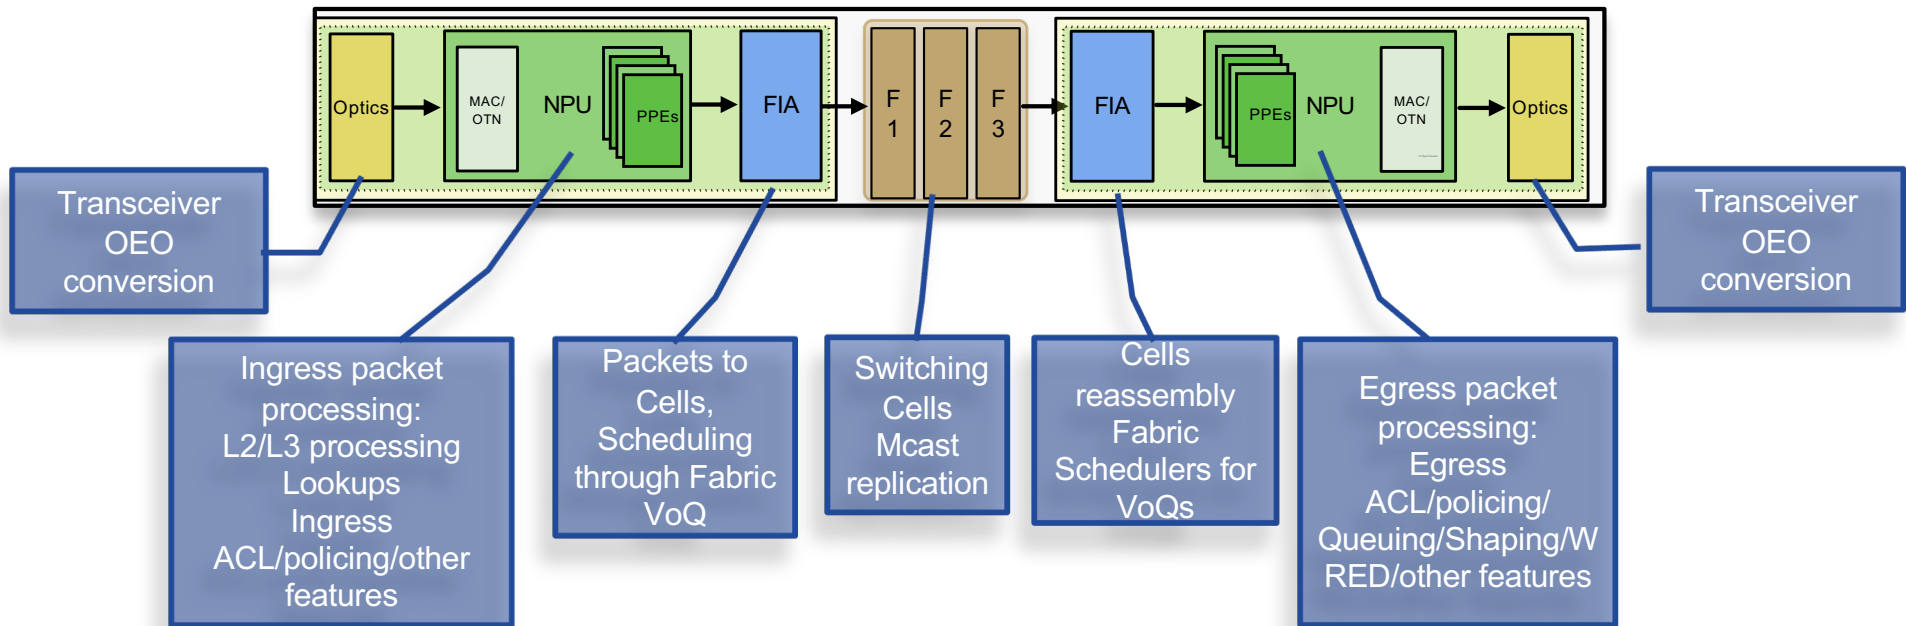 Optics
MAC/
OTN
NPU
PPEs
FIA
F
1
F
2
F
3
FIA
PPEs
NPU
MAC/
OTN
Optics
Transceiver
OEO
conversion
Ingress packet
processing:
L2/L3 processing
Lookups
Ingress
ACL/policing/other
features
Packets to
Cells,
Scheduling
through Fabric
VoQ
Switching
Cells
Mcast
replication
Cells
reassembly
Fabric
Schedulers for
VoQs
Egress packet
processing:
Egress
ACL/policing/
Queuing/Shaping/W
RED/other features
Transceiver
OEO
conversion